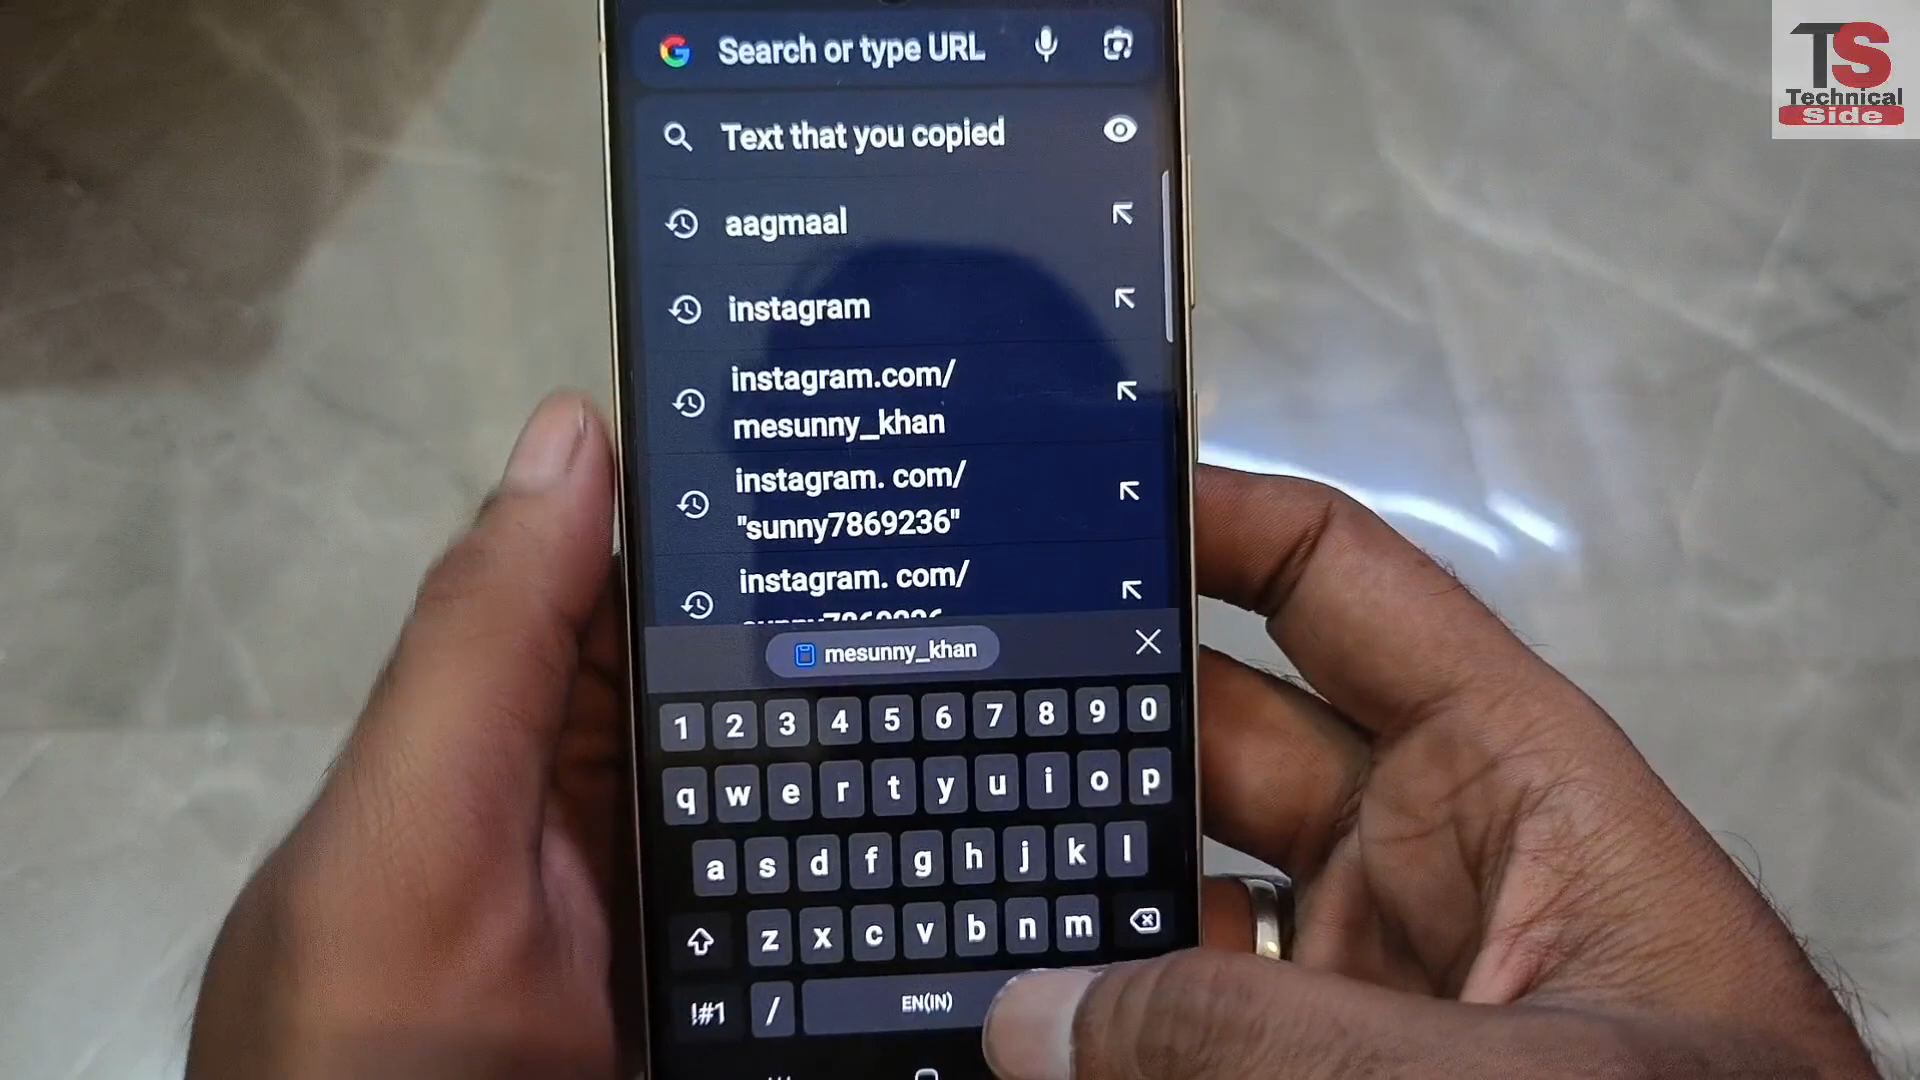 Search or type URL
TS
Technical
Side
Text that you copied
aagmaal
instagram
instagram.com/
mesunny_khan
instagram. com/
"sunny7869236"
instagram. com/
mesunny_khan
1 2 3 4 5 6 7 8 9 0
q w e r t y u i o p
a s d f g h j k l
z x c v b n m
!#1 / EN(IN)